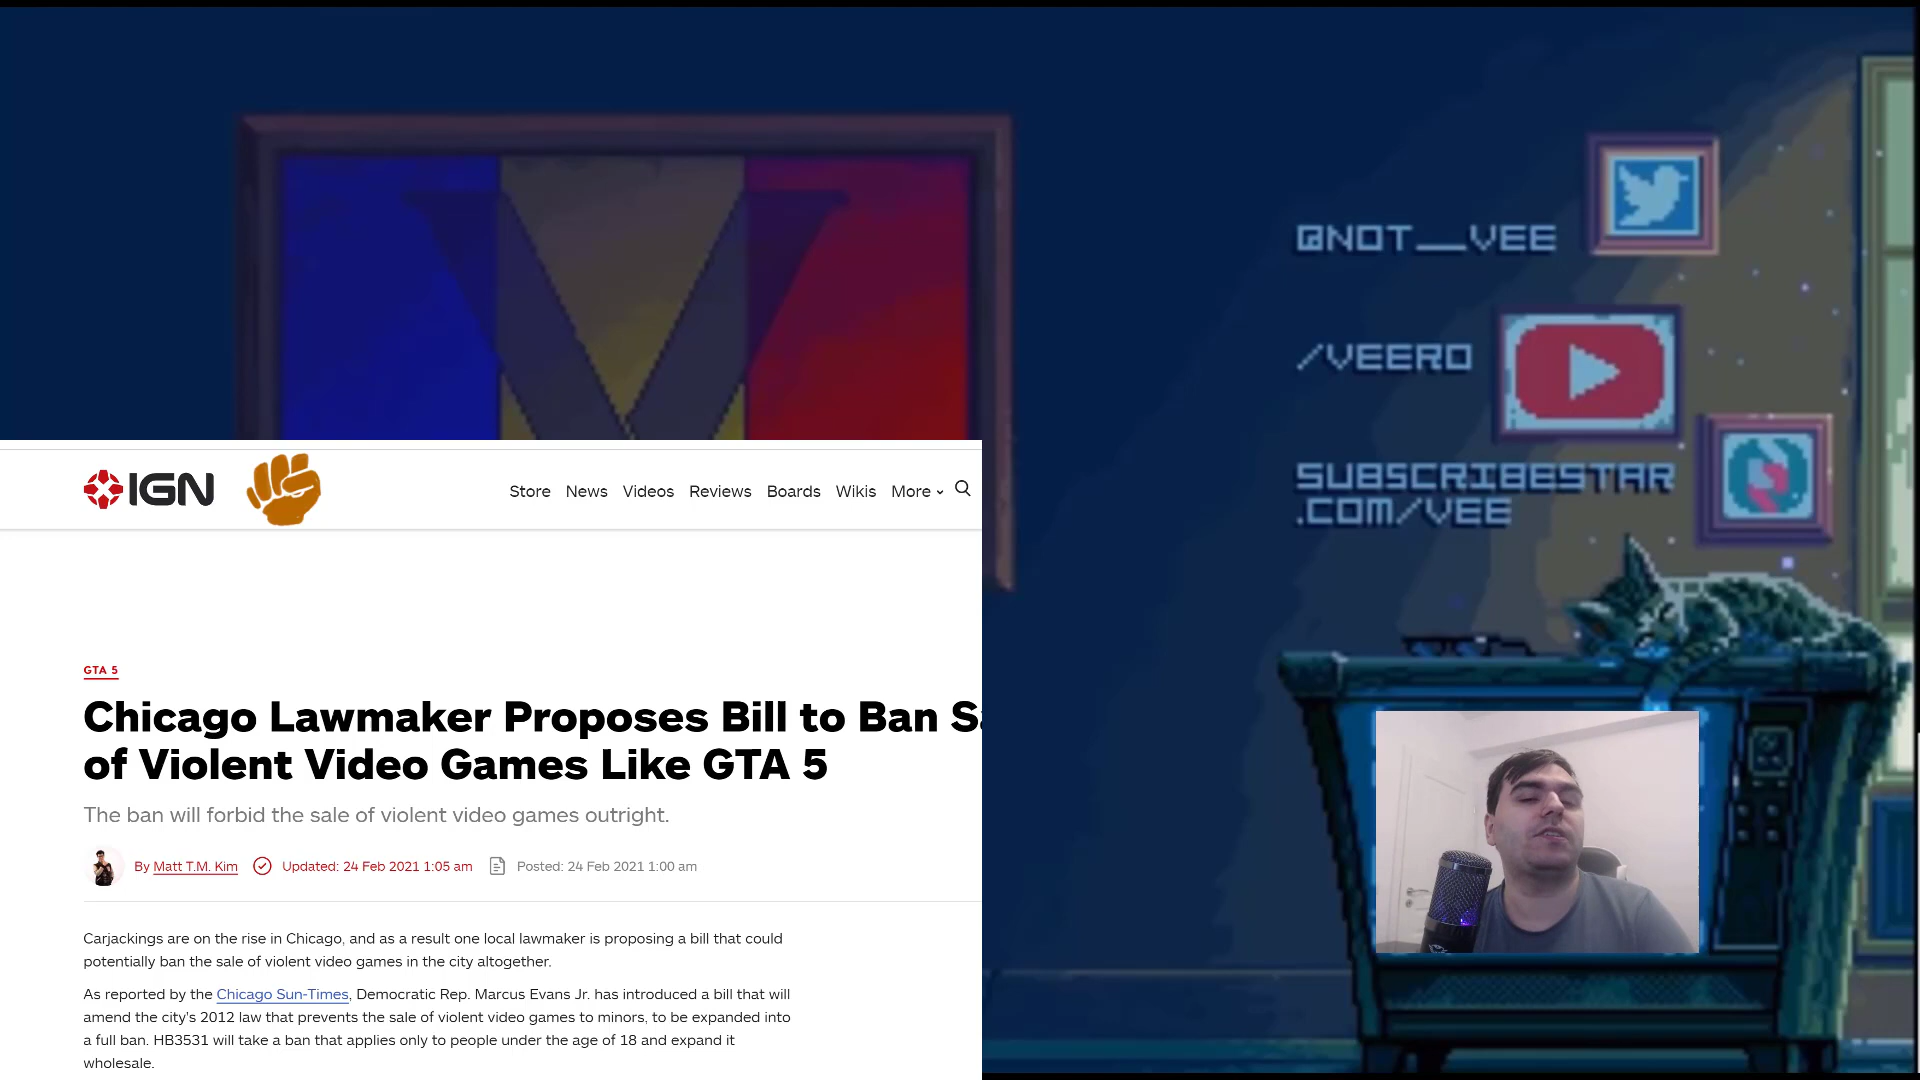 @NOT__VEE
/VEERO
SUBSCRIBESTAR
.COM/VEE
IGN
Store News Videos Reviews Boards Wikis More
GTA 5
Chicago Lawmaker Proposes Bill to Ban
of Violent Video Games Like GTA 5
The ban will forbid the sale of violent video games outright.
By Matt T.M. Kim Updated: 24 Feb 2021 1:05 am Posted: 24 Feb 2021 1:00 am
Carjackings are on the rise in Chicago, and as a result one local lawmaker is proposing a bill that could
potentially ban the sale of violent video games in the city altogether.
As reported by the Chicago Sun-Times, Democratic Rep. Marcus Evans Jr. has introduced a bill that will
amend the city's 2012 law that prevents the sale of violent video games to minors, to be expanded into
a full ban. HB3531 will take a ban that applies only to people under the age of 18 and expand it
wholesale.